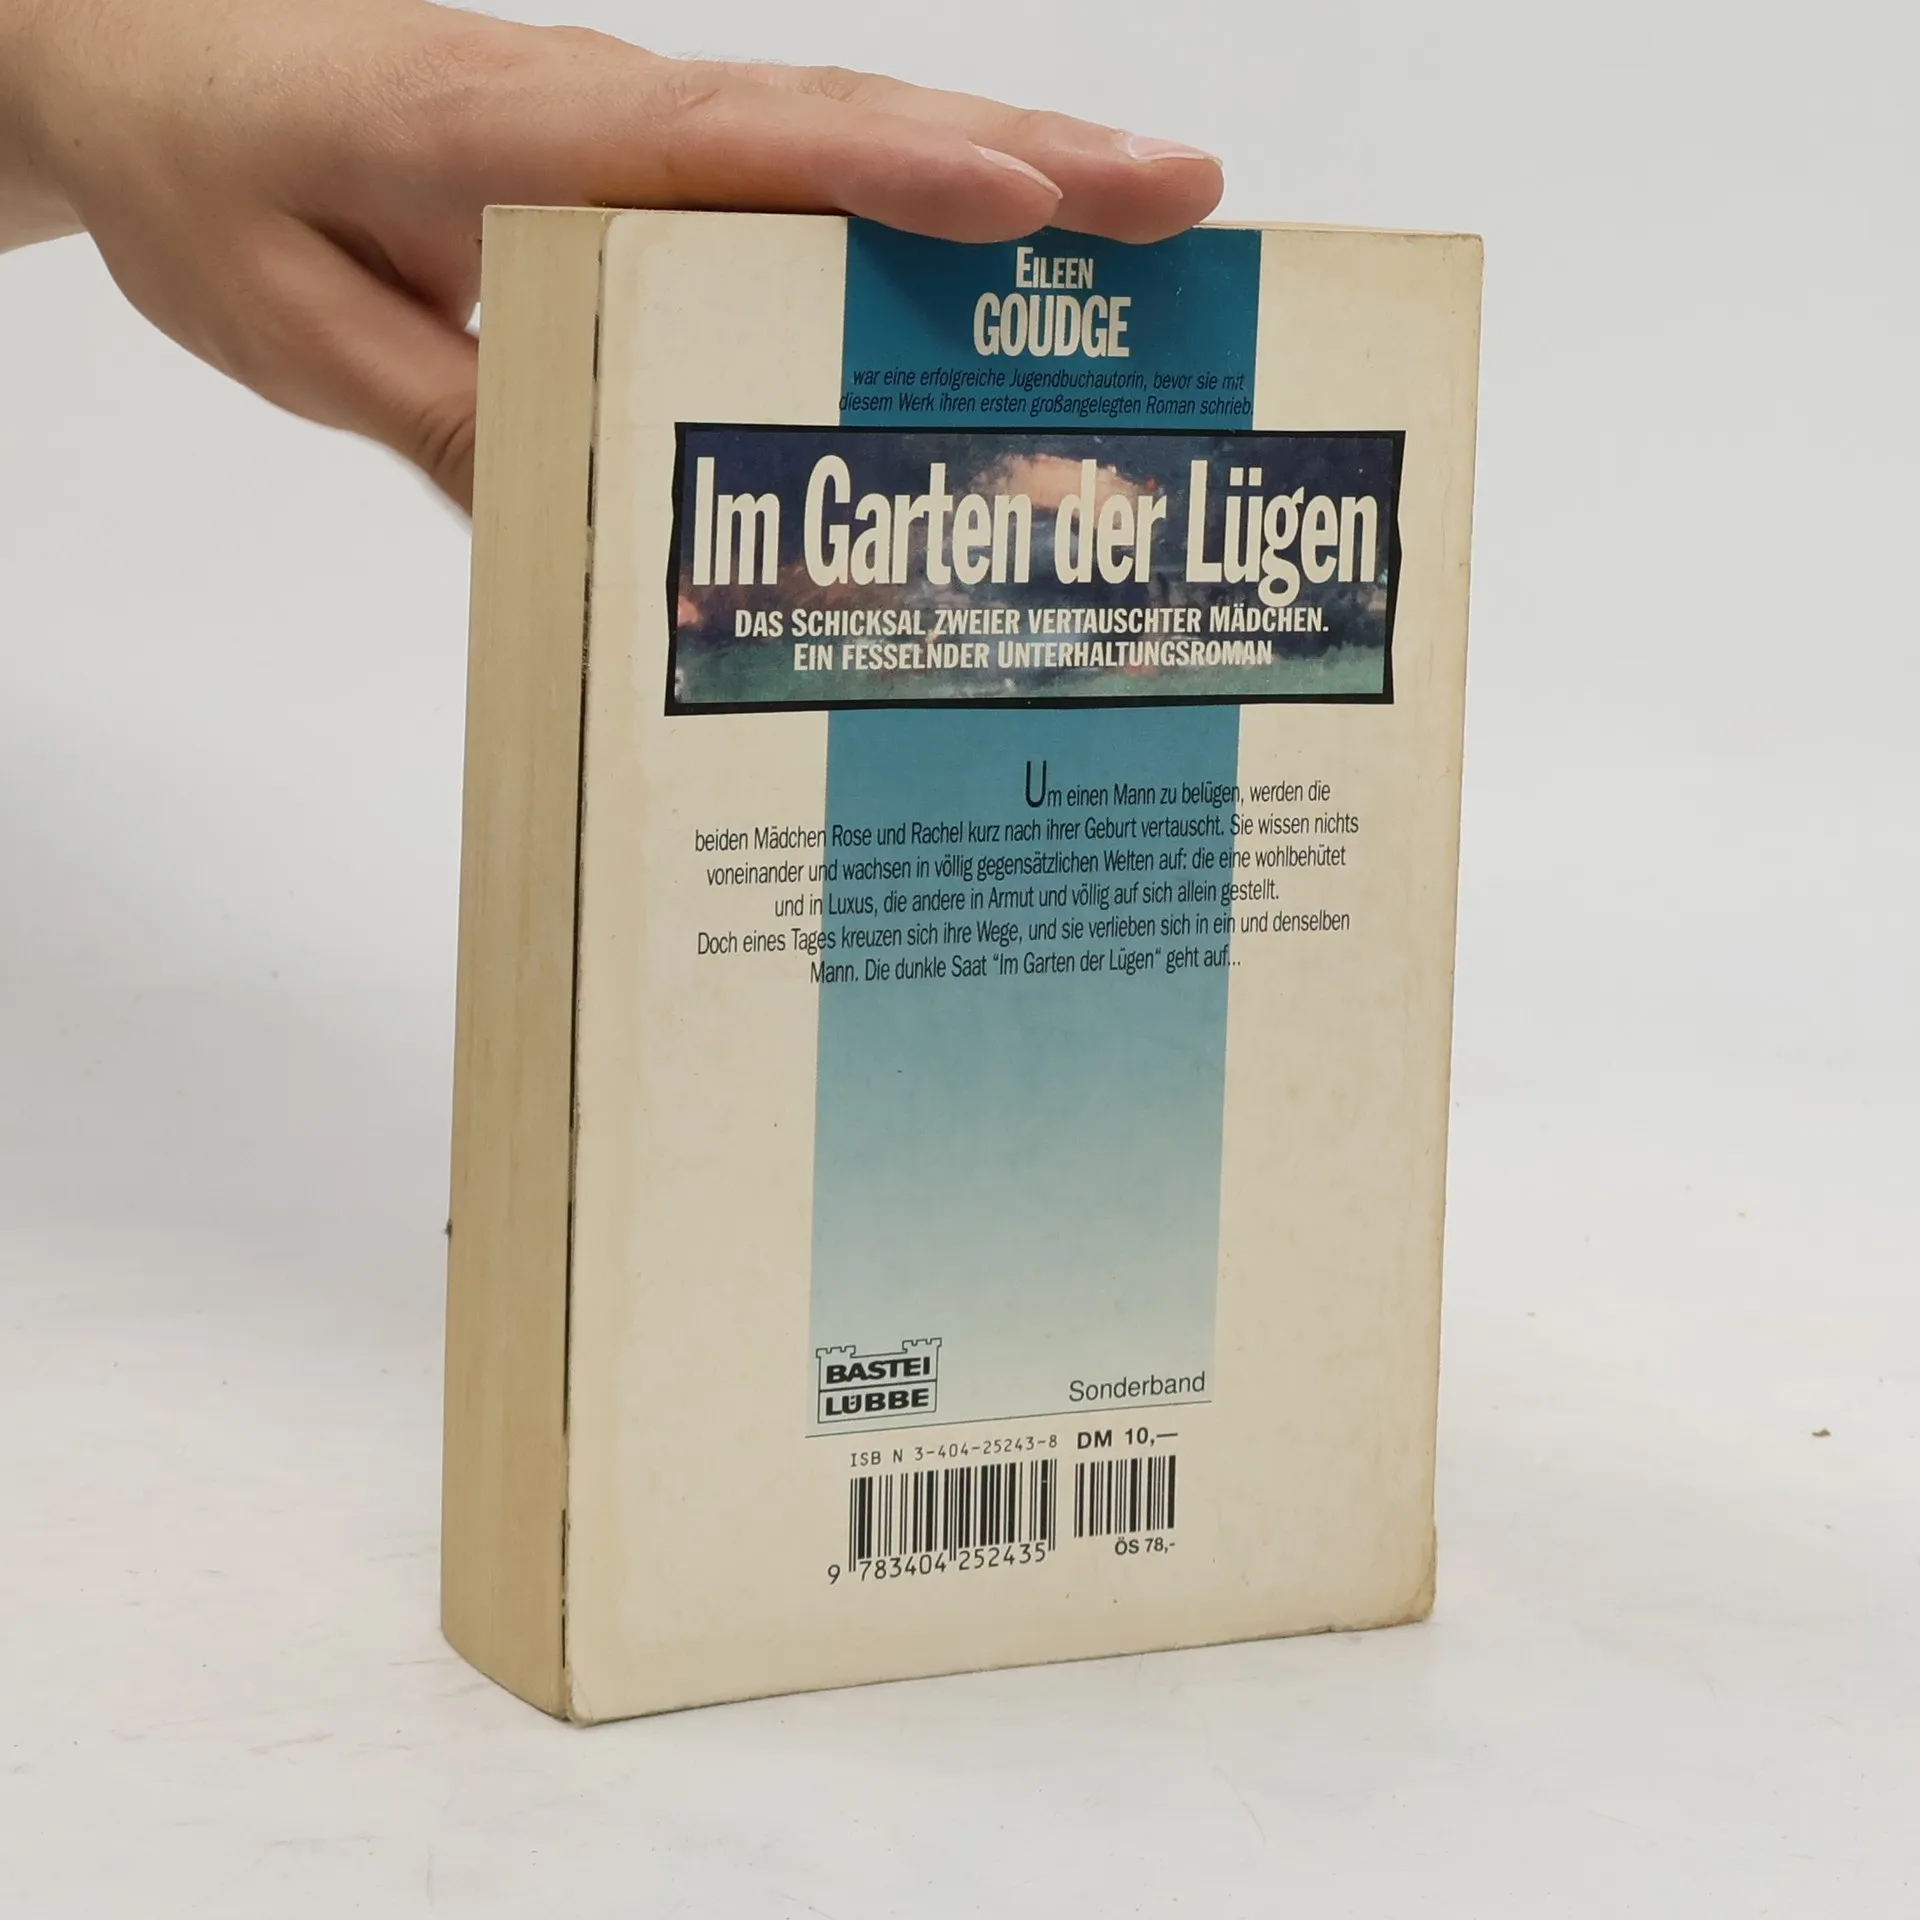 EILEEN
GOUDGE
war eine erfolgreiche Jugendbuchautorin, bevor sie mit
diesem Werk ihren ersten großangelegten Roman schrieb.
Im Garten der Lügen
DAS SCHICKSAL ZWEIER VERTAUSCHTER MÄDCHEN.
EIN FESSELNDER UNTERHALTUNGSROMAN
Um einen Mann zu belügen, werden die
beiden Mädchen Rose und Rachel kurz nach ihrer Geburt vertauscht. Sie wissen nichts
voneinander und wachsen in völlig gegensätzlichen Welten auf: die eine wohlbehütet
und in Luxus, die andere in Armut und völlig auf sich allein gestellt.
Doch eines Tages kreuzen sich ihre Wege, und sie verlieben sich in ein und denselben
Mann. Die dunkle Saat “Im Garten der Lügen“ geht auf...
BASTEI
LÜBBE
Sonderband
ISBN 3-404-25243-8 DM 10,—
9 783404 252435
ÖS 78,-